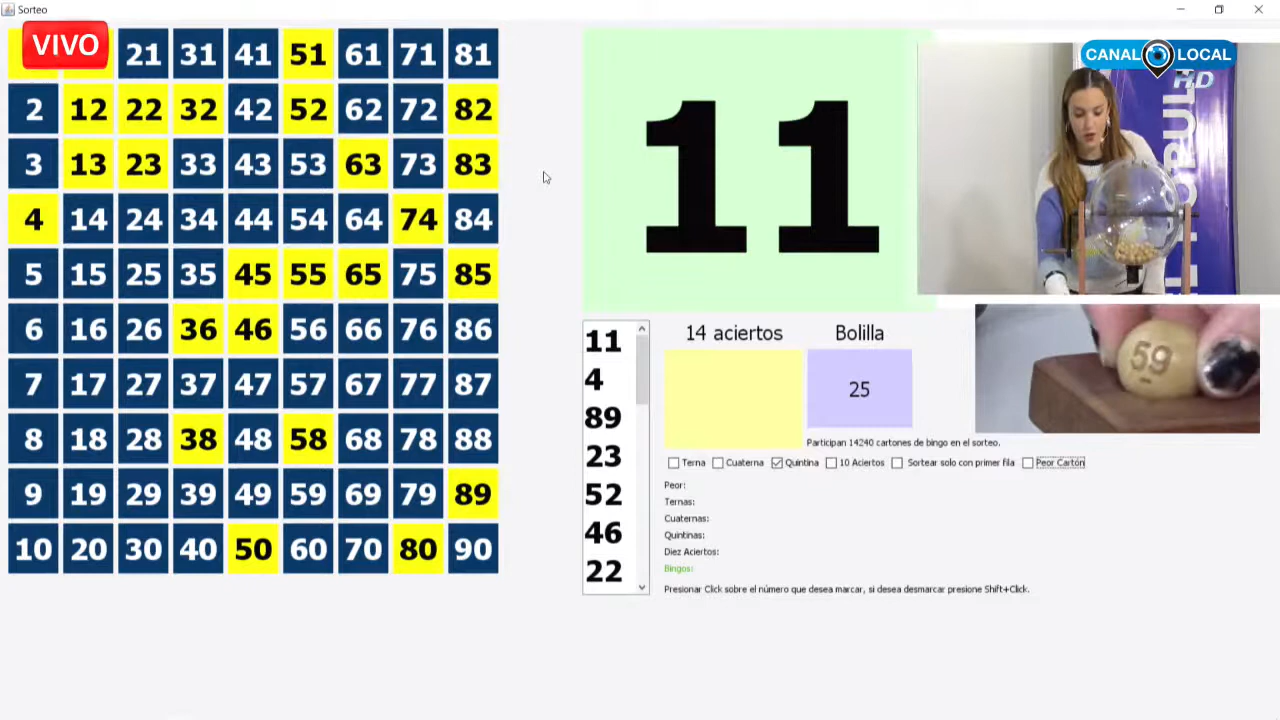 Sorteo
VIVO
21 31 41 51 61 71 81
2 12 22 32 42 52 62 72 82
3 13 23 33 43 53 63 73 83
4 14 24 34 44 54 64 74 84
5 15 25 35 45 55 65 75 85
6 16 26 36 46 56 66 76 86
7 17 27 37 47 57 67 77 87
8 18 28 38 48 58 68 78 88
9 19 29 39 49 59 69 79 89
10 20 30 40 50 60 70 80 90
11
CANAL LOCAL
HD
11
4
89
23
52
46
22
14 aciertos
Bolilla
25
59
Participan 14240 cartones de bingo en el sorteo.
Terna Cuaterna Quintina 10 Aciertos Sortear solo con primer fila Peor Cartón
Peor:
Ternas:
Cuaternas:
Quintinas:
Diez Aciertos:
Bingos:
Presionar Click sobre el número que desea marcar, si desea desmarcar presione Shift+Click.